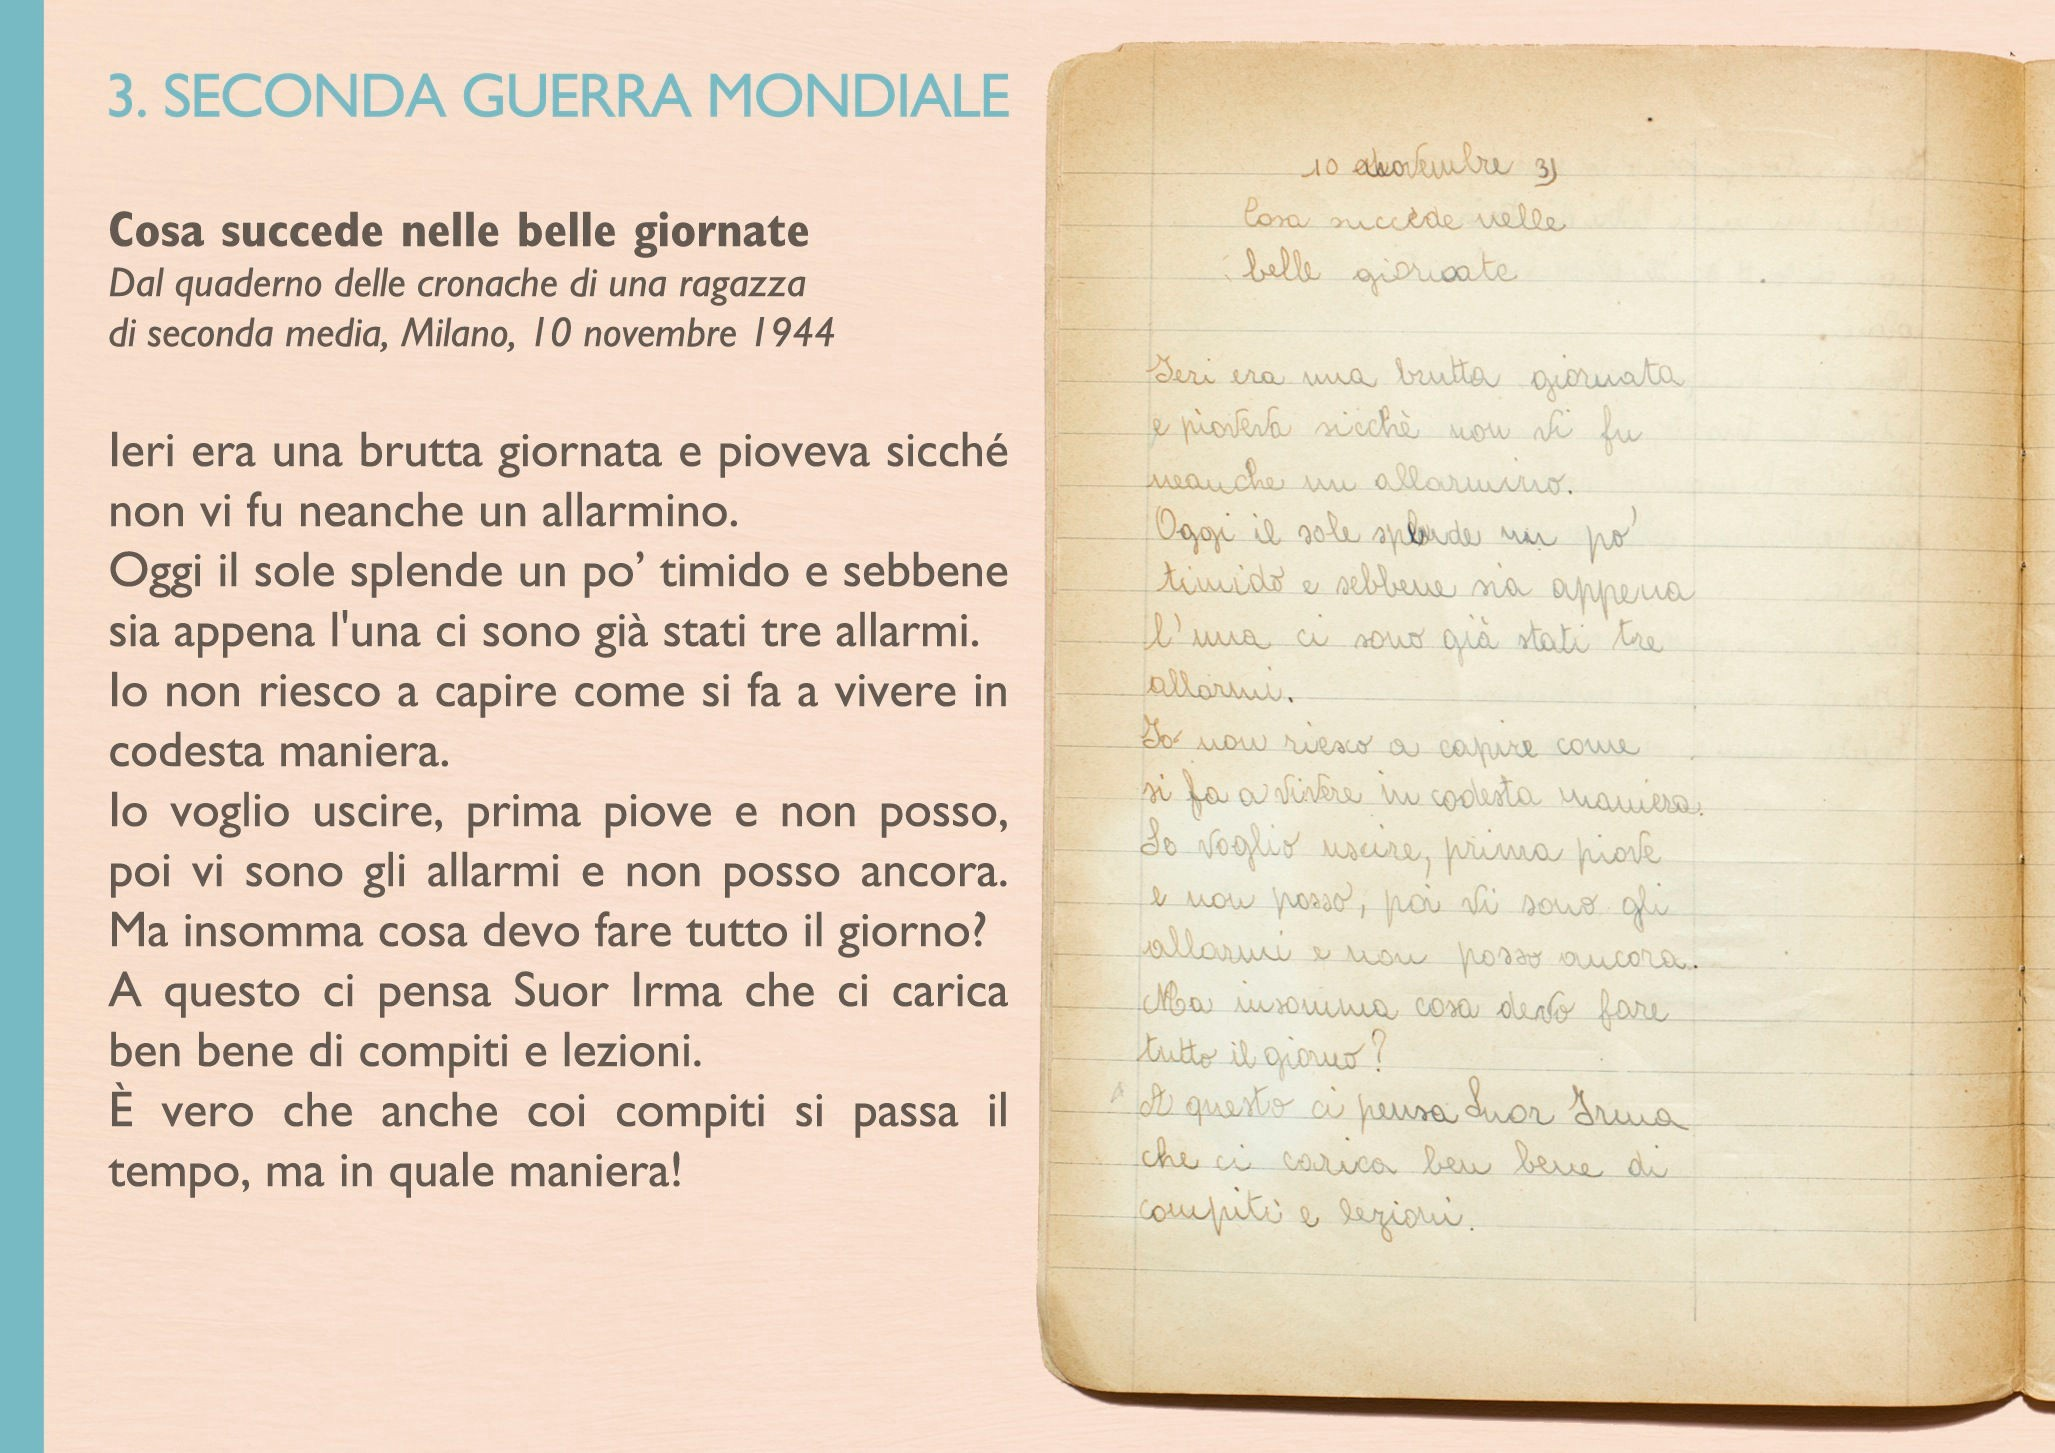 3. SECONDA GUERRA MONDIALE
Cosa succede nelle belle giornate
Dal quaderno delle cronache di una ragazza
di seconda media, Milano, 10 novembre 1944
Ieri era una brutta giornata e pioveva sicché
non vi fu neanche un allarmino.
Oggi il sole splende un po’ timido e sebbene
sia appena l'una ci sono già stati tre allarmi.
Io non riesco a capire come si fa a vivere in
codesta maniera.
Io voglio uscire, prima piove e non posso,
poi vi sono gli allarmi e non posso ancora.
Ma insomma cosa devo fare tutto il giorno?
A questo ci pensa Suor Irma che ci carica
ben bene di compiti e lezioni.
È vero che anche coi compiti si passa il
tempo, ma in quale maniera!
10 novembre 3)
Cosa succede nelle
belle giornate
Ieri era una brutta giornata
e pioveva sicchè non vi fu
neanche un allarmino.
Oggi il sole splende un po'
timido e sebbene sia appena
l'una ci sono già stati tre
allarmi.
Io non riesco a capire come
si fa a vivere in codesta maniera.
Io voglio uscire, prima piove
e non posso, poi vi sono gli
allarmi e non posso ancora.
Ma insomma cosa devo fare
tutto il giorno?
A questo ci pensa Suor Irma
che ci carica ben bene di
compiti e lezioni.